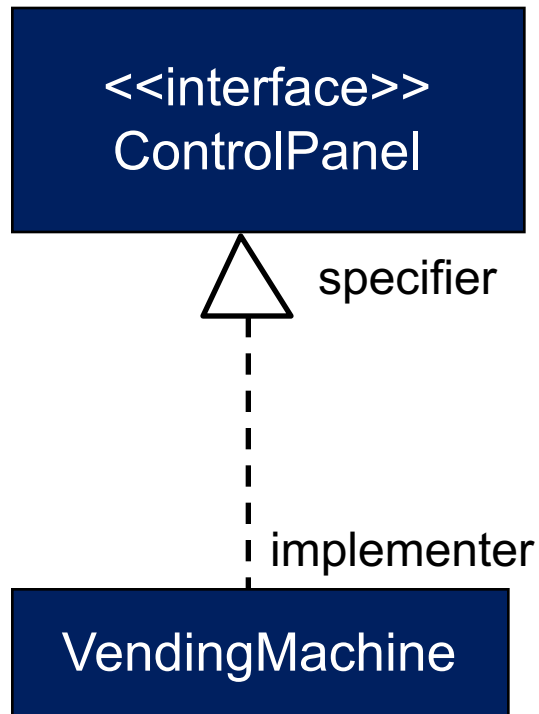 <<interface>>
ControlPanel
specifier
implementer
VendingMachine